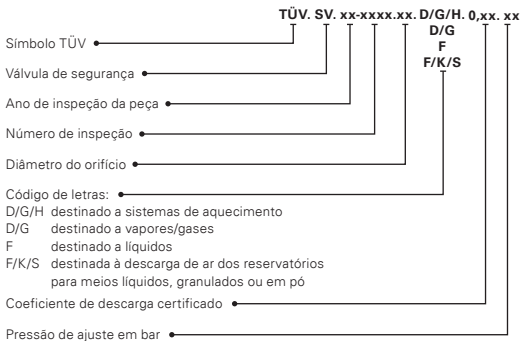 TÜV. SV. xx-xxxx.xx. D/G/H. 0,xx. xx
D/G
F
F/K/S
Símbolo TÜV
Válvula de segurança
Ano de inspeção da peça
Número de inspeção
Diâmetro do orifício
Código de letras:
D/G/H destinado a sistemas de aquecimento
D/G destinado a vapores/gases
F destinado a líquidos
F/K/S destinada à descarga de ar dos reservatórios
para meios líquidos, granulados ou em pó
Coeficiente de descarga certificado
Pressão de ajuste em bar